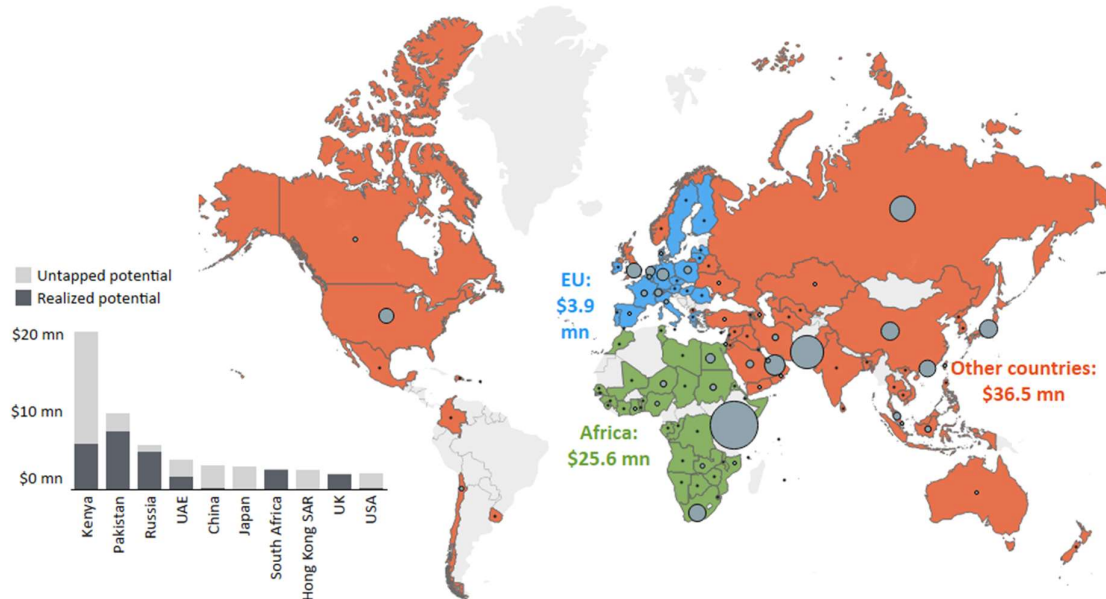 Untapped potential
Realized potential
$20 mn
$10 mn
$0 mn
Kenya
Pakistan
Russia
UAE
China
Japan
South Africa
Hong Kong SAR
UK
USA
EU:
$3.9
mn
Africa:
$25.6 mn
Other countries:
$36.5 mn